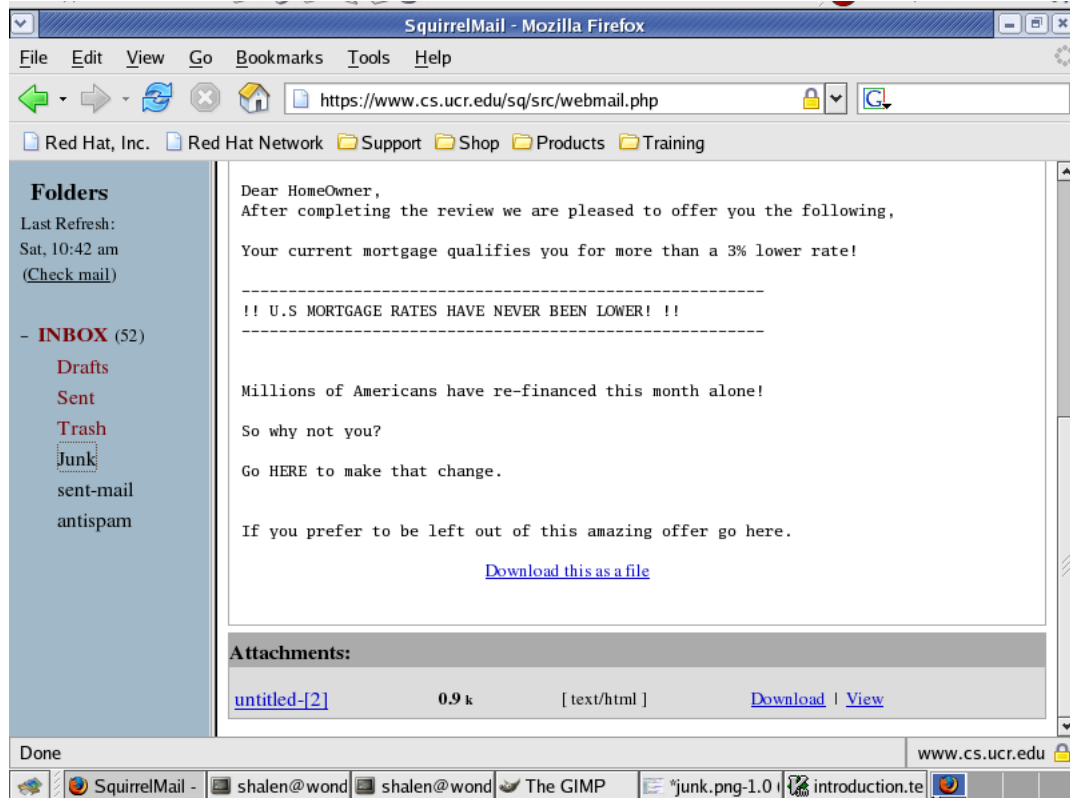 SquirrelMail - Mozilla Firefox
File Edit View Go Bookmarks Tools Help
https://www.cs.ucr.edu/sq/src/webmail.php G
Red Hat, Inc. Red Hat Network Support Shop Products Training
Folders
Last Refresh:
Sat, 10:42 am
(Check mail)
– INBOX (52)
Drafts
Sent
Trash
Junk
sent-mail
antispam
Dear HomeOwner,
After completing the review we are pleased to offer you the following,
Your current mortgage qualifies you for more than a 3% lower rate!
---------------------------------------------------------
!! U.S MORTGAGE RATES HAVE NEVER BEEN LOWER! !!
---------------------------------------------------------
Millions of Americans have re-financed this month alone!
So why not you?
Go HERE to make that change.
If you prefer to be left out of this amazing offer go here.
Download this as a file
Attachments:
untitled-[2] 0.9 k [ text/html ] Download | View
Done www.cs.ucr.edu
SquirrelMail - shalen@wond shalen@wond The GIMP *junk.png-1.0 ( introduction.te